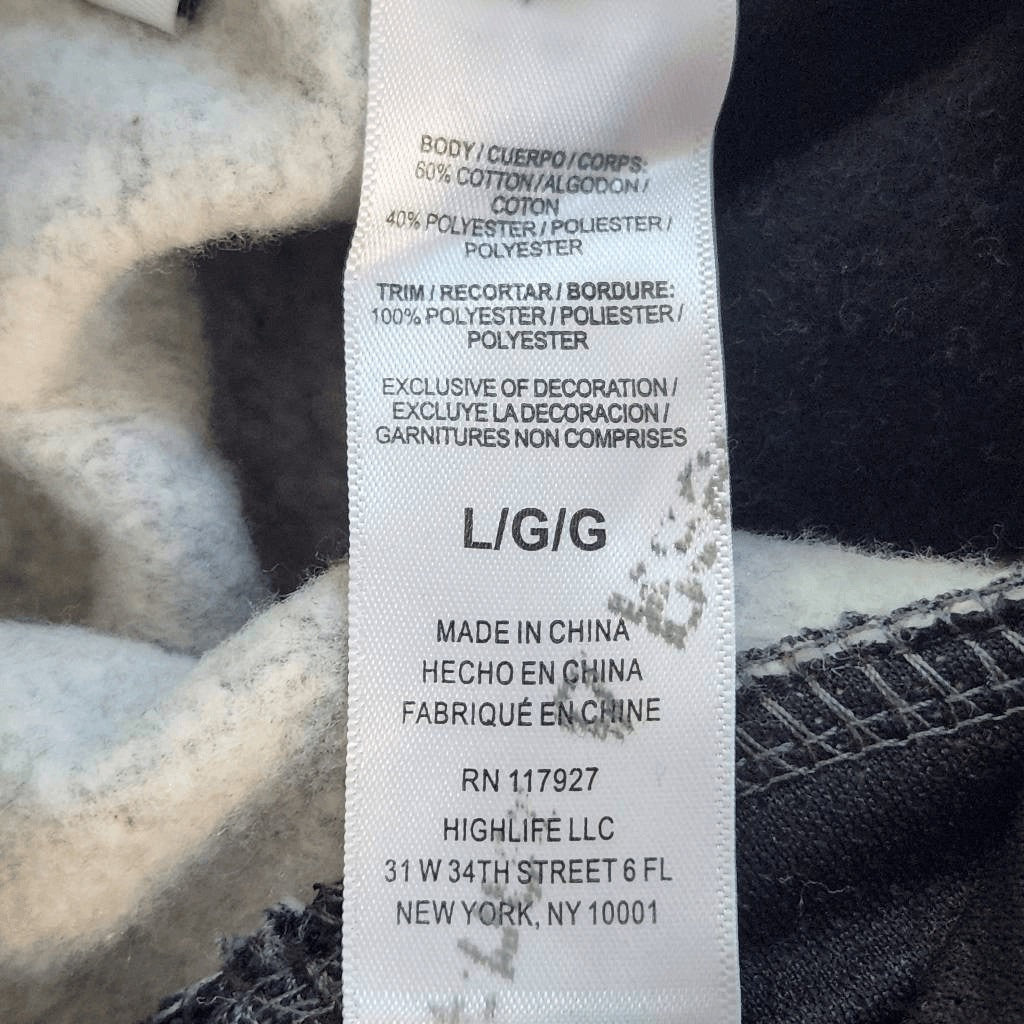 BODY / CUERPO / CORPS:
60% COTTON / ALGODON /
COTON
40% POLYESTER / POLIESTER /
POLYESTER
TRIM / RECORTAR / BORDURE:
100% POLYESTER / POLIESTER /
POLYESTER
EXCLUSIVE OF DECORATION /
EXCLUYE LA DECORACION /
GARNITURES NON COMPRISES
L/G/G
MADE IN CHINA
HECHO EN CHINA
FABRIQUÉ EN CHINE
RN 117927
HIGHLIFE LLC
31 W 34TH STREET 6 FL
NEW YORK, NY 10001